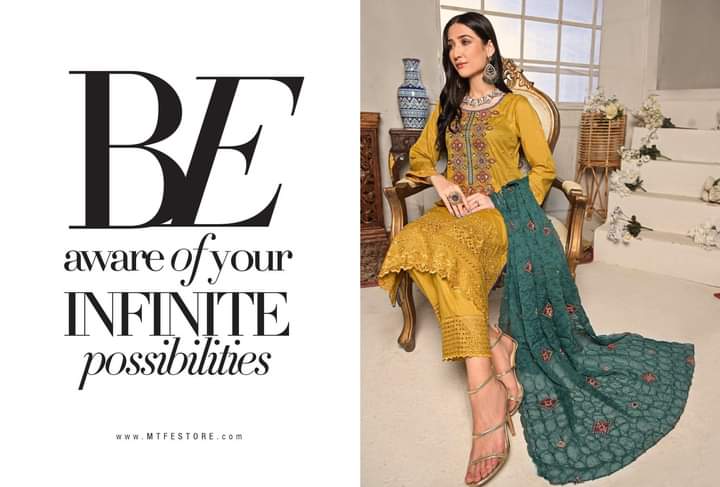 BE
aware of your
INFINITE
possibilities
www.MTFESTORE.com